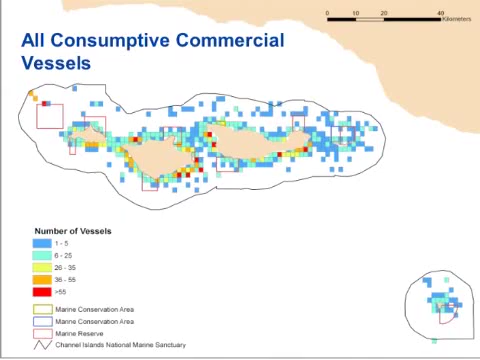 0 10 20 40
Kilometers
All Consumptive Commercial
Vessels
Number of Vessels
1 - 5
6 - 25
26 - 35
36 - 55
>55
Marine Conservation Area
Marine Conservation Area
Marine Reserve
Channel Islands National Marine Sanctuary